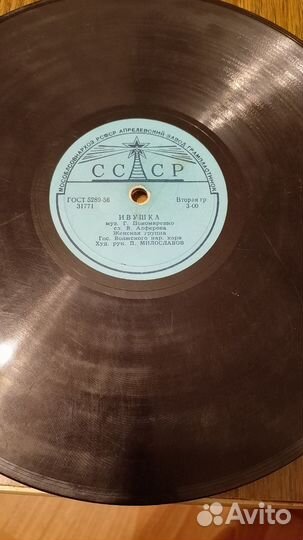 МОСОБЛСОВНАРХОЗ РСФСР АПРЕЛЕВСКИЙ ЗАВОД ГРАМПЛАСТИНОК
СССР
ГОСТ 5289-56
31771
Вторая гр
3-00
ИВУШКА
муз. Г. Пономаренко
сл. В. Алферова
Женская группа
Гос. Волжского нар. хора
Худ. рук. П. МИЛОСЛАВОВ
Avito